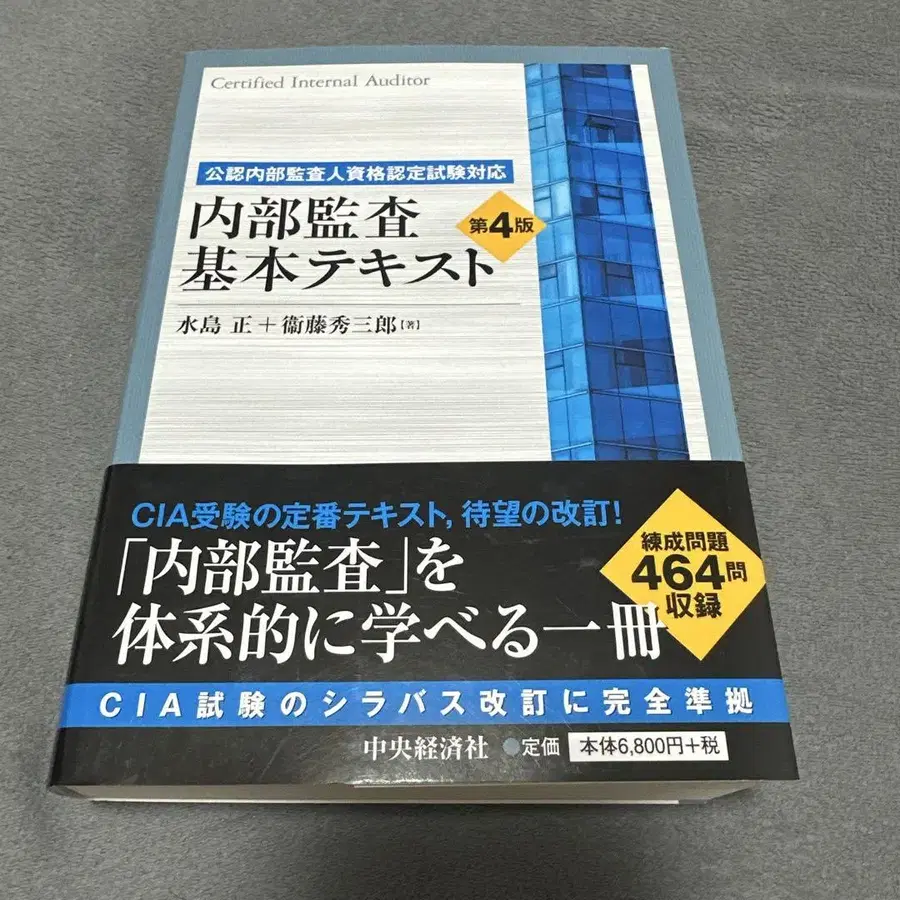 Certified Internal Auditor
公認内部監査人資格認定試験対応
内部監査
基本テキスト
第4版
水島 正+衞藤秀三郎【著】
CIA受験の定番テキスト,待望の改訂!
「内部監査」を
体系的に学べる一冊
練成問題
464問
収録
CIA試験のシラバス改訂に完全準拠
中央経済社 ●定価 本体6,800円+税